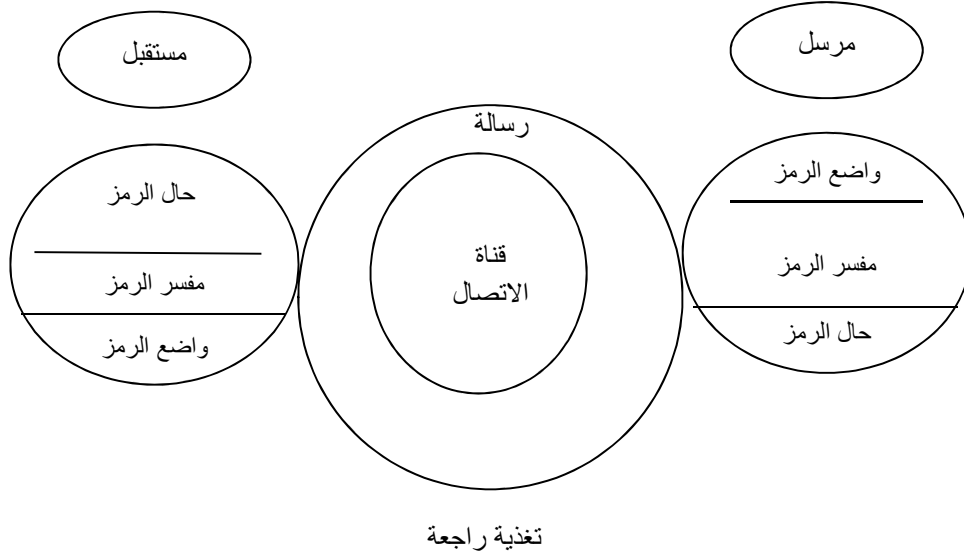 مرسل
مستقبل
رسالة
واضع الرمز
مفسر الرمز
حال الرمز
قناة
الاتصال
حال الرمز
مفسر الرمز
واضع الرمز
تغذية راجعة